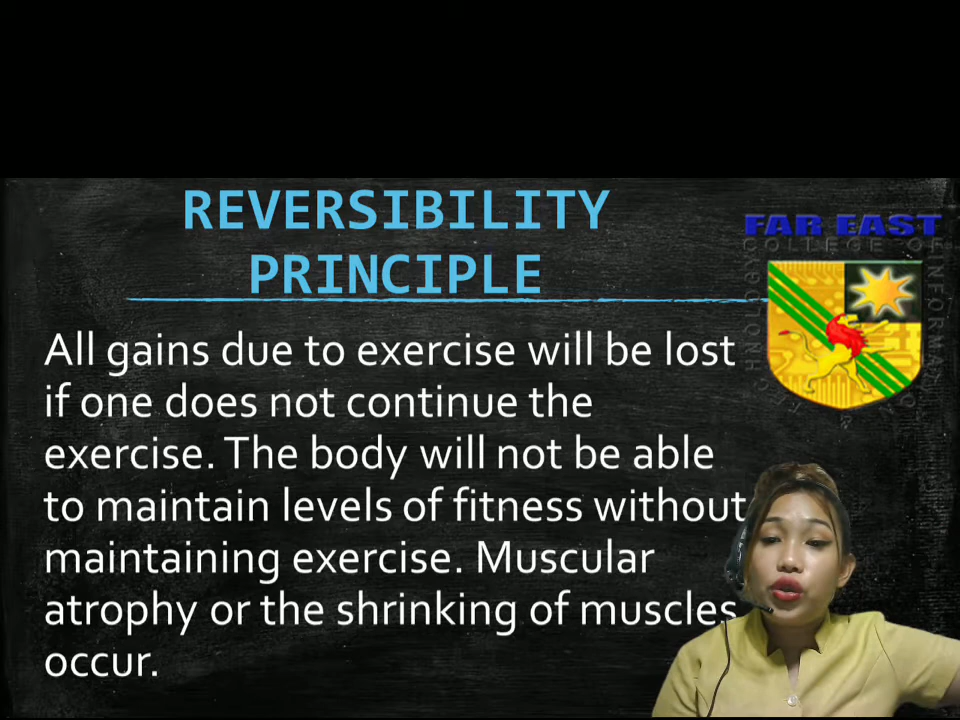 REVERSIBILITY
PRINCIPLE
FAR EAST
COLLEGE OF
All gains due to exercise will be lost
if one does not continue the
exercise. The body will not be able
to maintain levels of fitness without
maintaining exercise. Muscular
atrophy or the shrinking of muscles
occur.